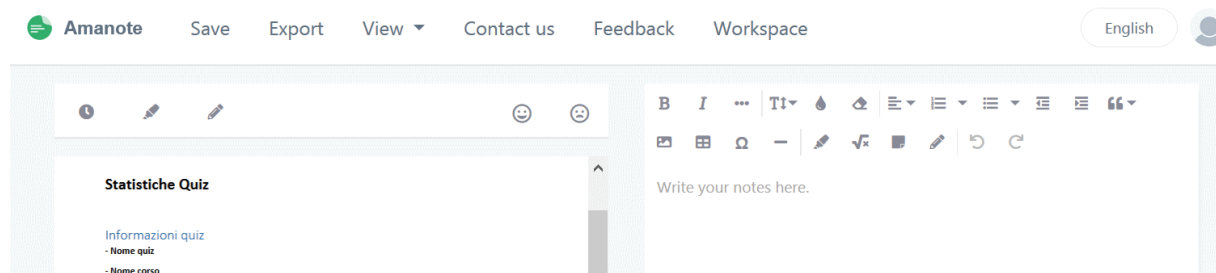 Amanote Save Export View Contact us Feedback Workspace English
B I T
Ω √x
Statistiche Quiz
Write your notes here.
Informazioni quiz
- Nome quiz
- Nome corso